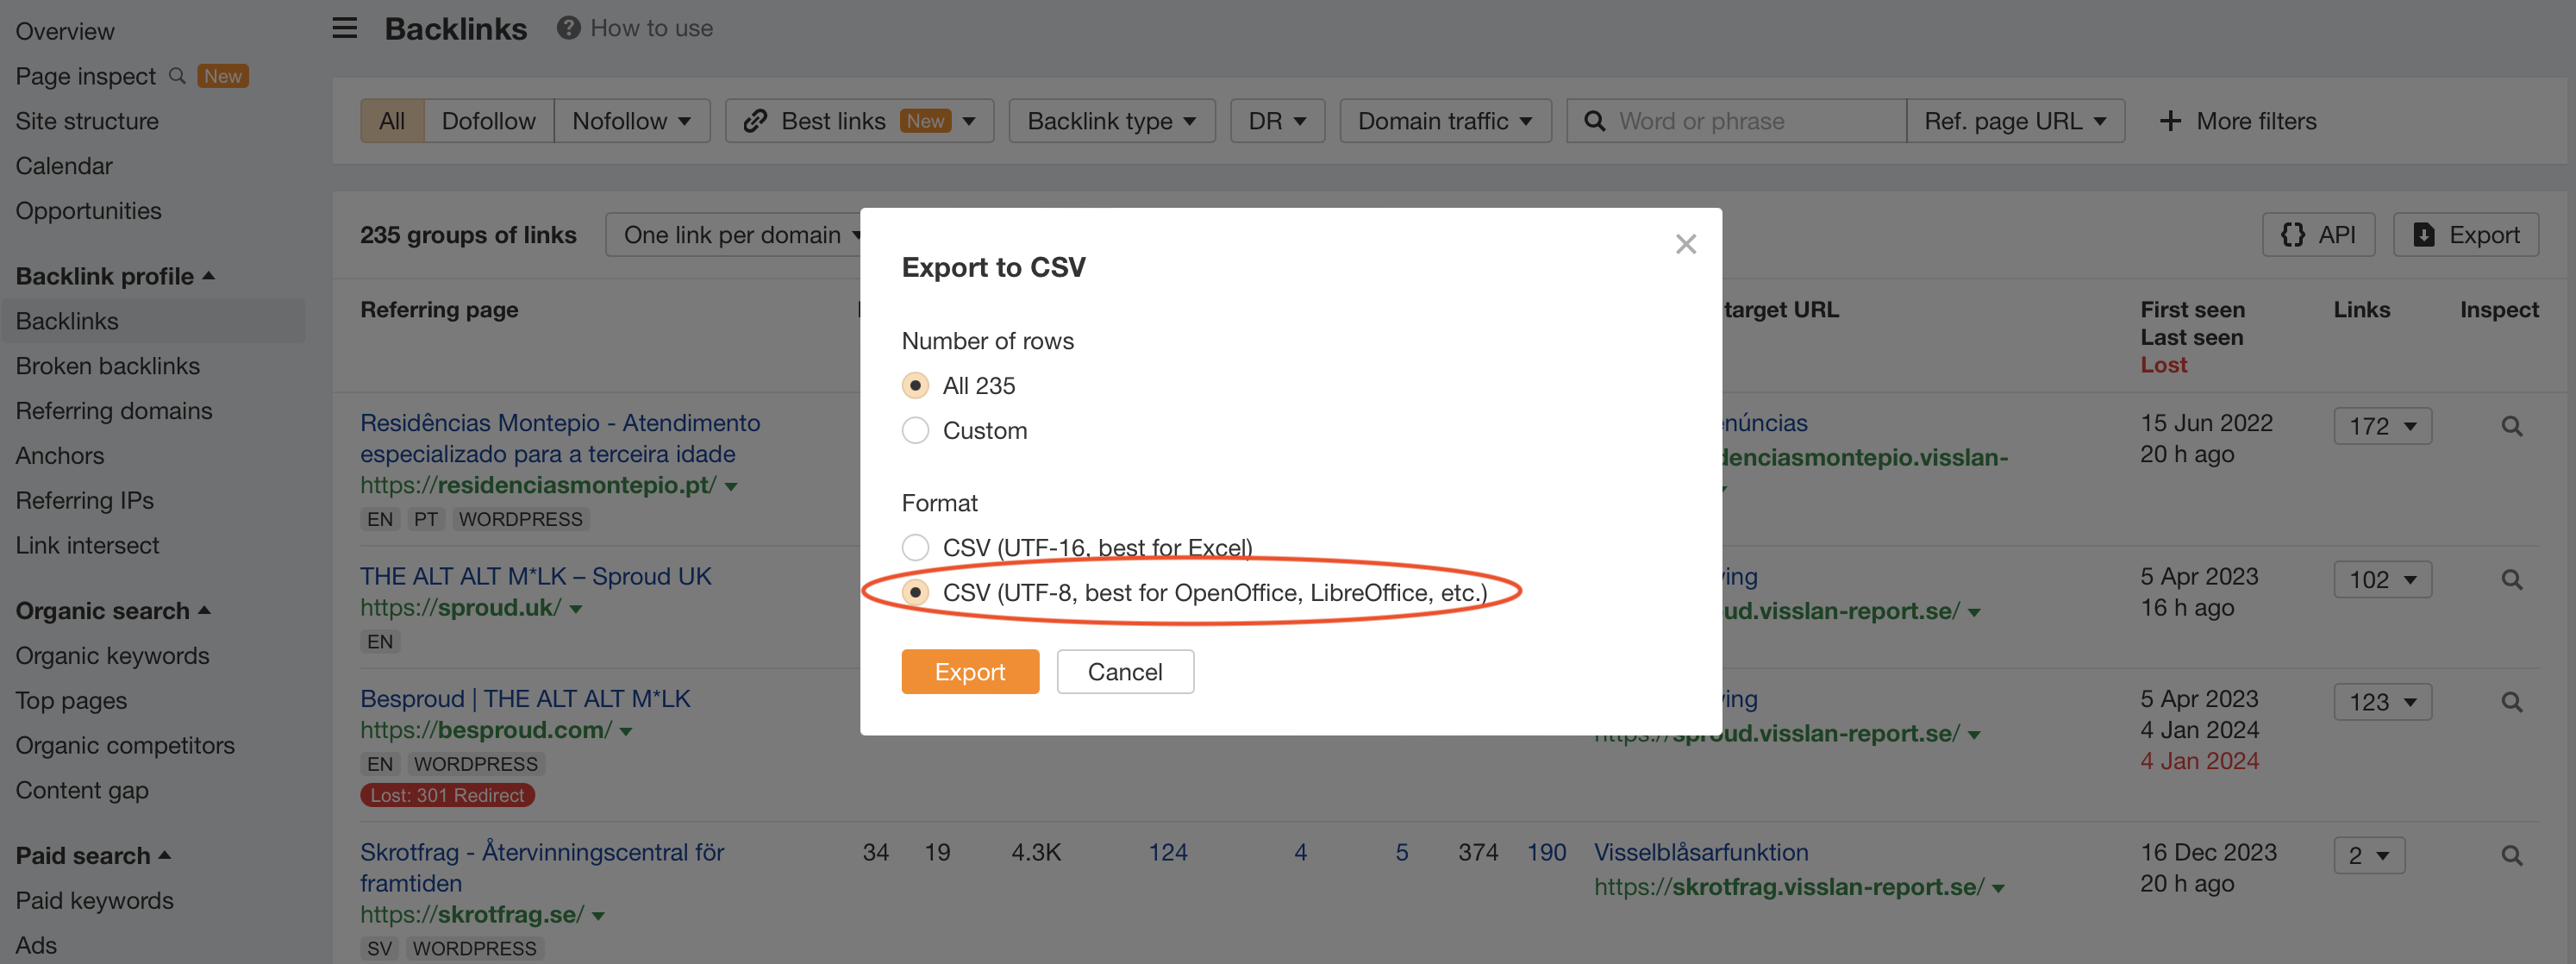 Overview
Page inspect New
Site structure
Calendar
Opportunities
Backlink profile
Backlinks
Broken backlinks
Referring domains
Anchors
Referring IPs
Link intersect
Organic search
Organic keywords
Top pages
Organic competitors
Content gap
Paid search
Paid keywords
Ads
Backlinks ? How to use
All Dofollow Nofollow Best links New Backlink type DR Domain traffic Word or phrase Ref. page URL + More filters
235 groups of links One link per domain {} API Export
Referring page target URL First seen Links Inspect
Last seen
Lost
Residências Montepio - Atendimento
especializado para a terceira idade
https://residenciasmontepio.pt/
EN PT WORDPRESS
núncias
denciasmontepio.visslan-
15 Jun 2022
20 h ago
172
THE ALT ALT M*LK – Sproud UK
https://sproud.uk/
EN
ud.visslan-report.se/
5 Apr 2023
16 h ago
102
Besproud | THE ALT ALT M*LK
https://besproud.com/
EN WORDPRESS
Lost: 301 Redirect
https://sproud.visslan-report.se/
5 Apr 2023
4 Jan 2024
4 Jan 2024
123
Skrotfrag - Återvinningscentral för
framtiden
https://skrotfrag.se/
SV WORDPRESS
34 19 4.3K 124 4 5 374 190
Visselblåsarfunktion
https://skrotfrag.visslan-report.se/
16 Dec 2023
20 h ago
2
Export to CSV
Number of rows
All 235
Custom
Format
CSV (UTF-16, best for Excel)
CSV (UTF-8, best for OpenOffice, LibreOffice, etc.)
Export Cancel